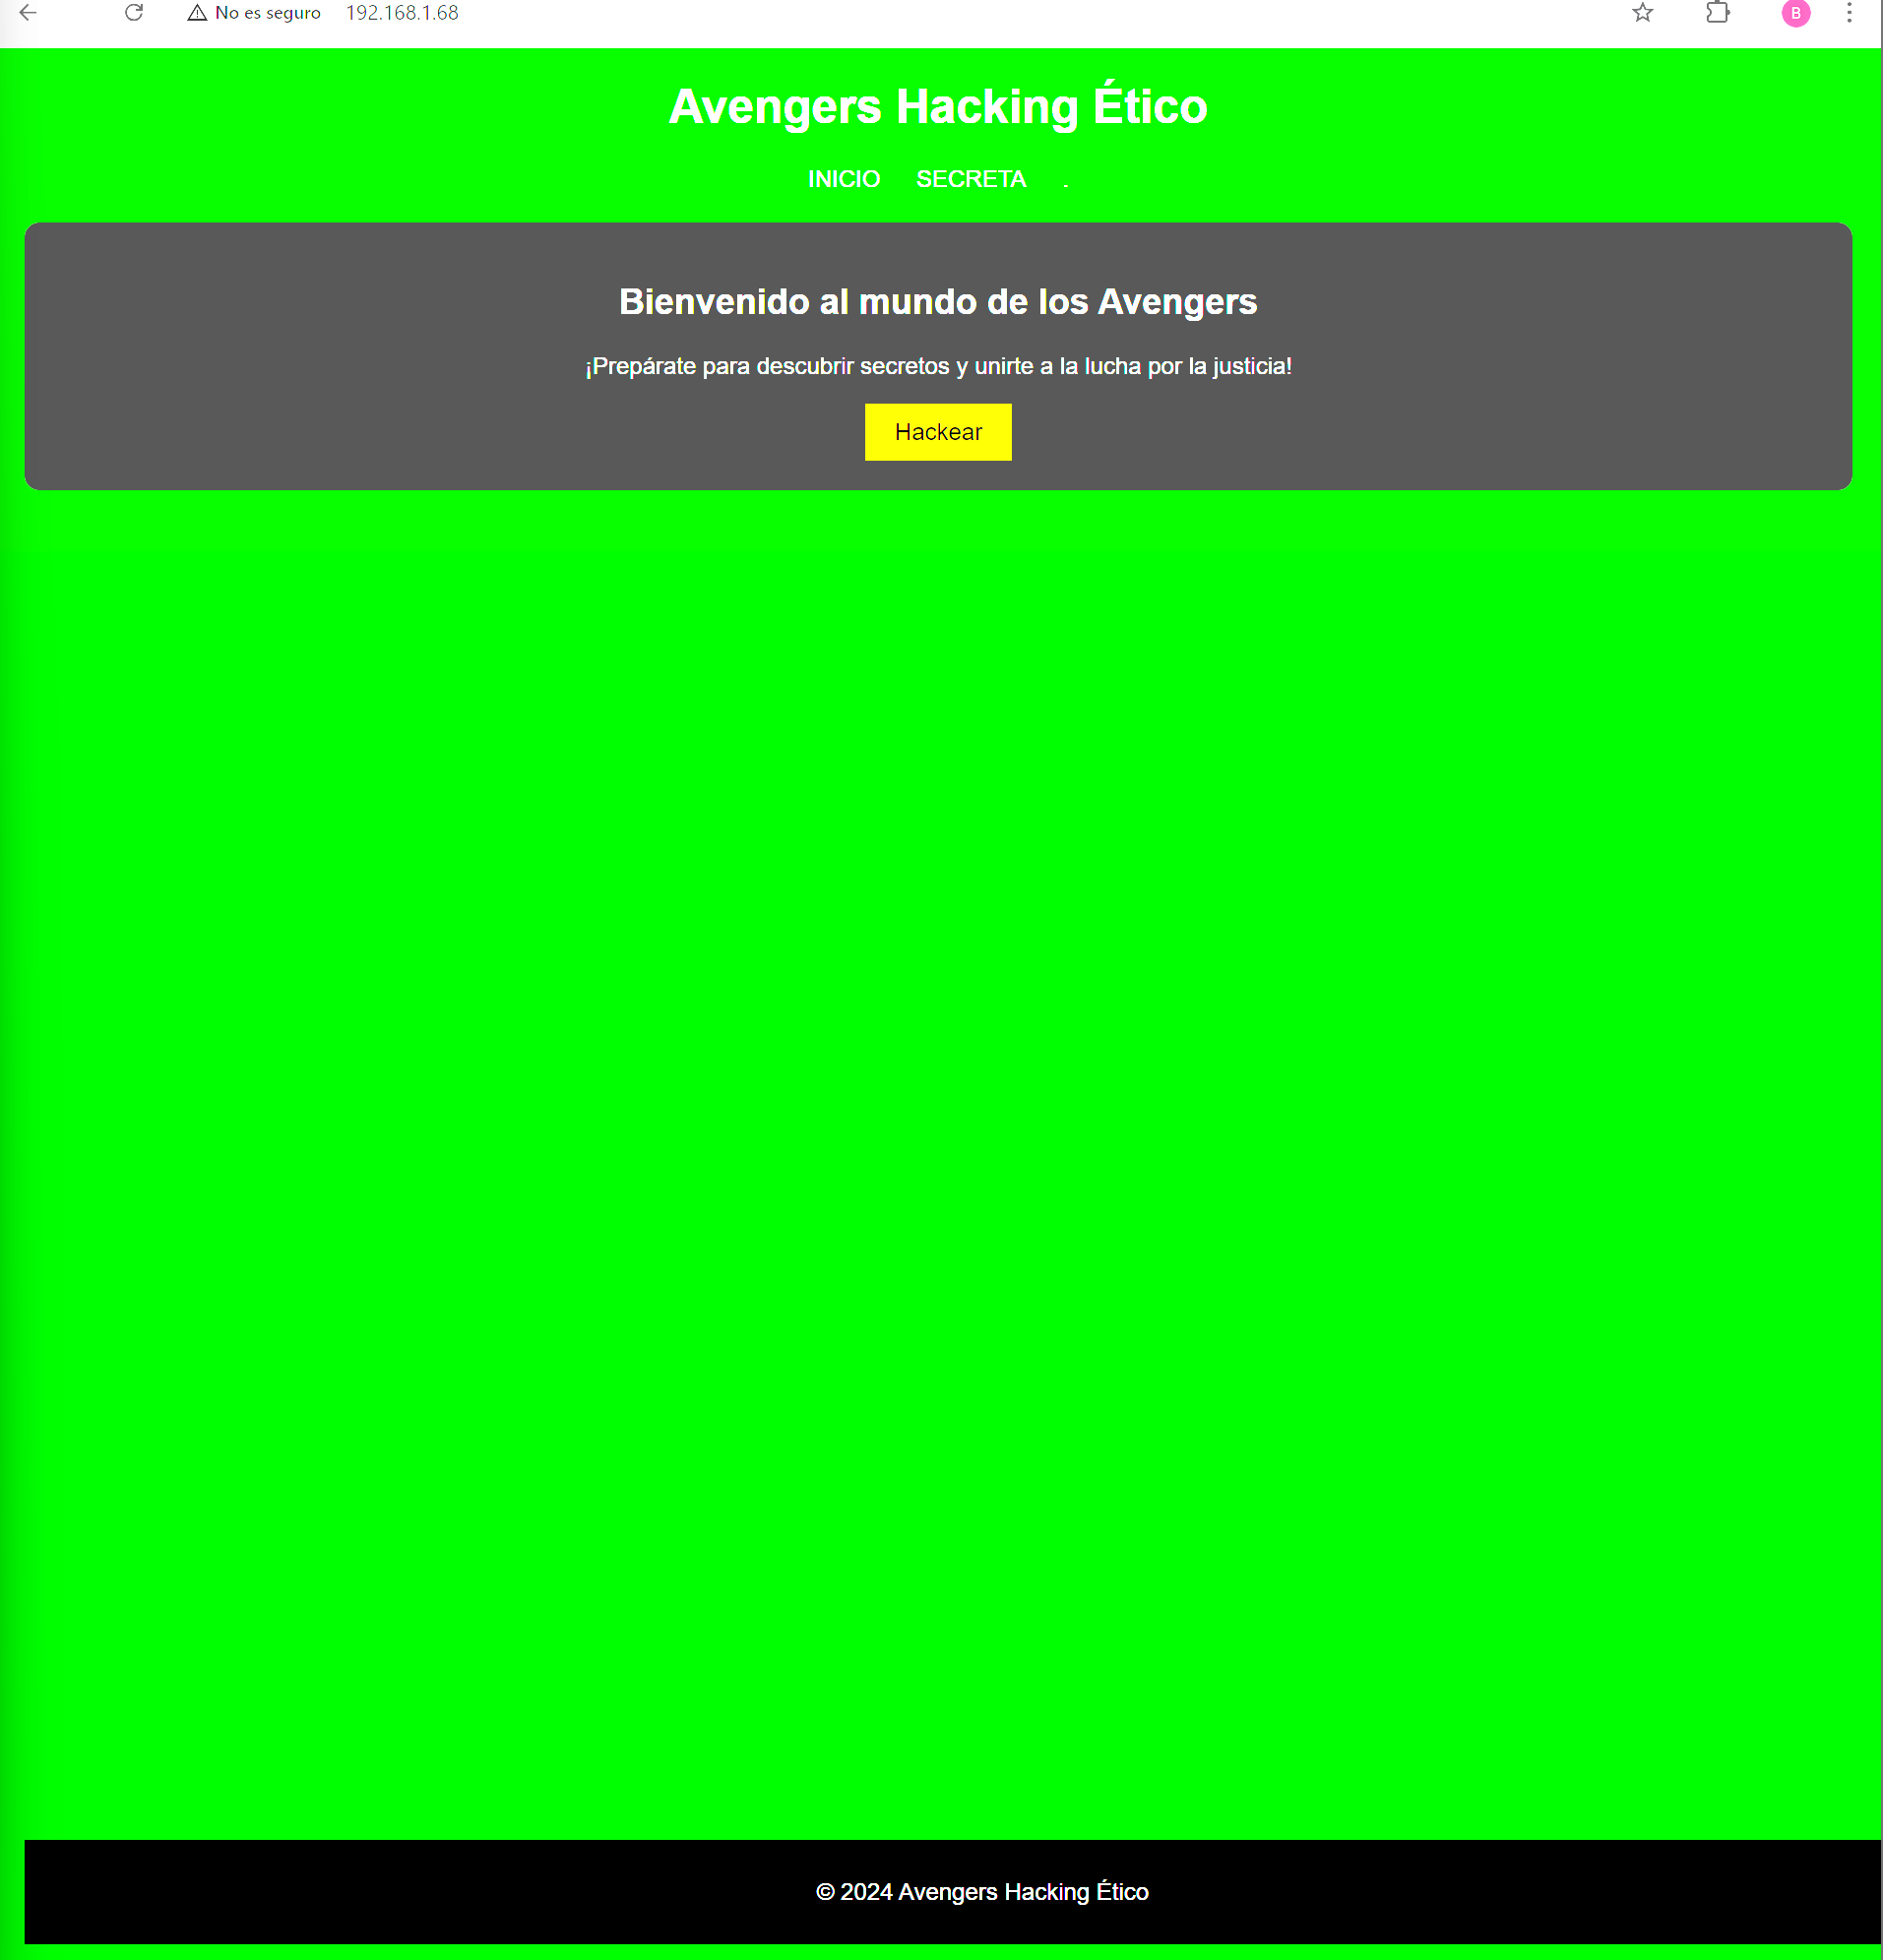 No es seguro 192.168.1.68
B
Avengers Hacking Ético
INICIO SECRETA .
Bienvenido al mundo de los Avengers
¡Prepárate para descubrir secretos y unirte a la lucha por la justicia!
Hackear
© 2024 Avengers Hacking Ético